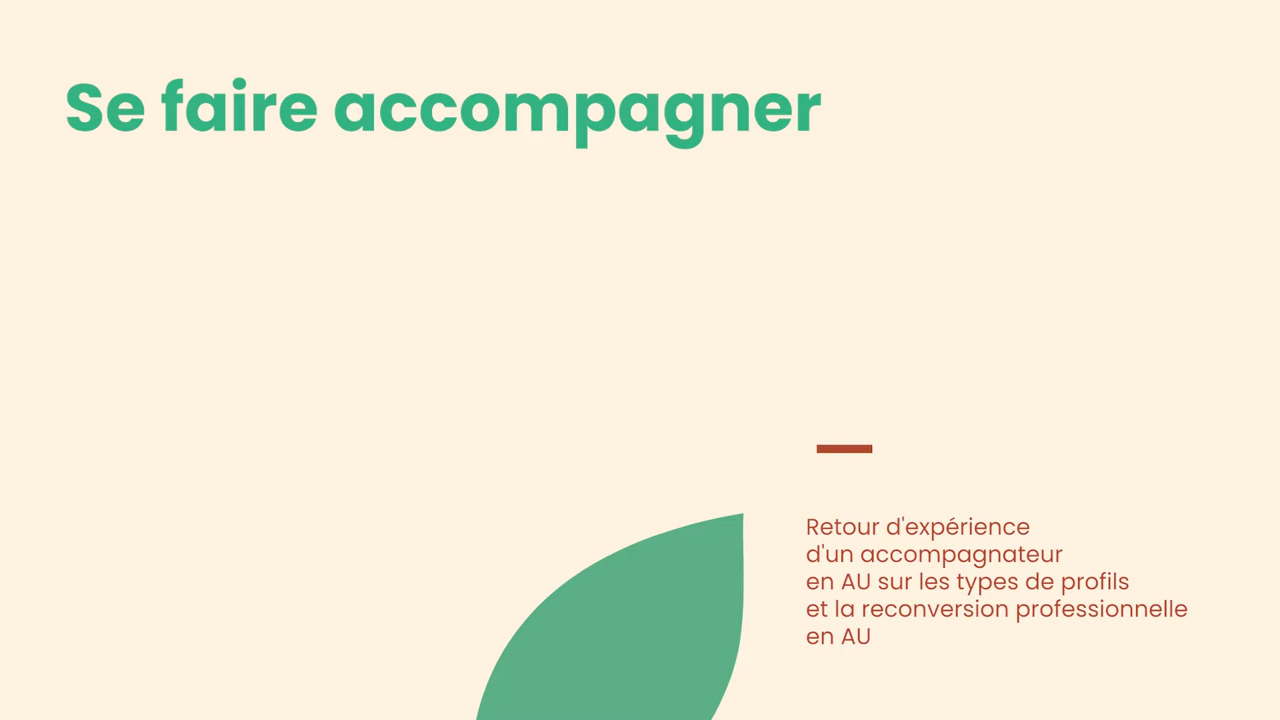 Se faire accompagner
Retour d'expérience
d'un accompagnateur
en AU sur les types de profils
et la reconversion professionnelle
en AU